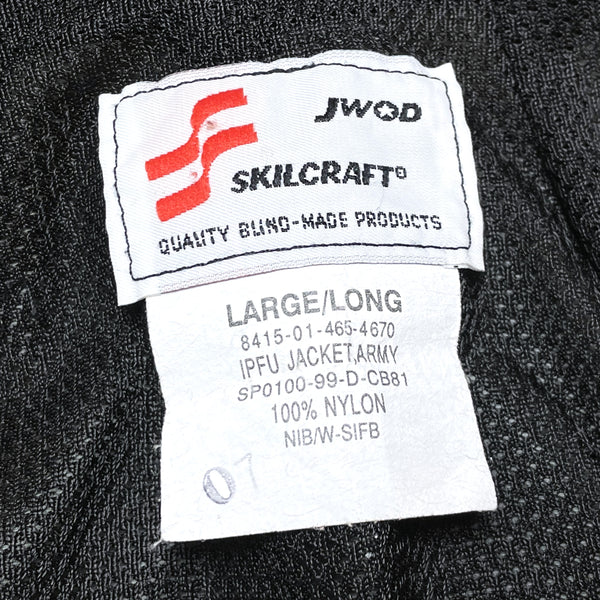 JWOD
SKILCRAFT®
QUALITY BLIND-MADE PRODUCTS
LARGE/LONG
8415-01-465-4670
IPFU JACKET,ARMY
SP0100-99-D-CB81
100% NYLON
NIB/W-SIFB
07